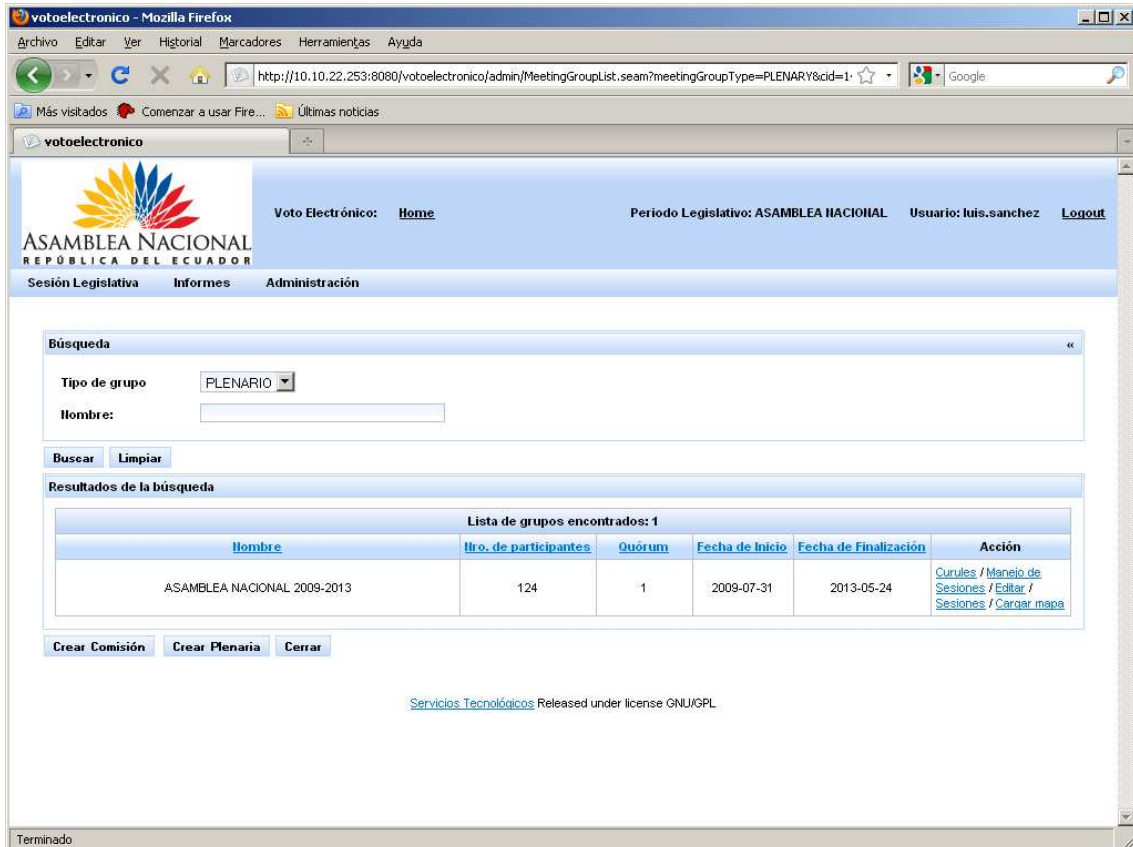 votoelectronico - Mozilla Firefox
Archivo Editar Ver Historial Marcadores Herramientas Ayuda
http://10.10.22.253:8080/votoelectronico/admin/MeetingGroupList.seam?meetingGroupType=PLENARY&cid=1 Google
Más visitados Comenzar a usar Fire... Últimas noticias
votoelectronico
ASAMBLEA NACIONAL
REPÚBLICA DEL ECUADOR
Voto Electrónico: Home Periodo Legislativo: ASAMBLEA NACIONAL Usuario: luis.sanchez Logout
Sesión Legislativa Informes Administración
Búsqueda «
Tipo de grupo PLENARIO
Nombre:
Buscar Limpiar
Resultados de la búsqueda
Lista de grupos encontrados: 1
Nombre Nro. de participantes Quórum Fecha de Inicio Fecha de Finalización Acción
ASAMBLEA NACIONAL 2009-2013 124 1 2009-07-31 2013-05-24 Curules / Manejo de
Sesiones / Editar /
Sesiones / Cargar mapa
Crear Comisión Crear Plenaria Cerrar
Servicios Tecnológicos Released under license GNU/GPL
Terminado